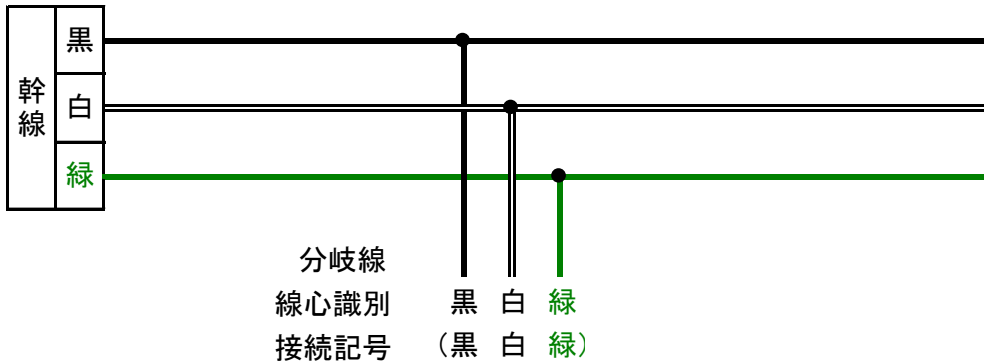 幹線
黒
白
緑
分岐線
線心識別 黒 白 緑
接続記号 （黒 白 緑）